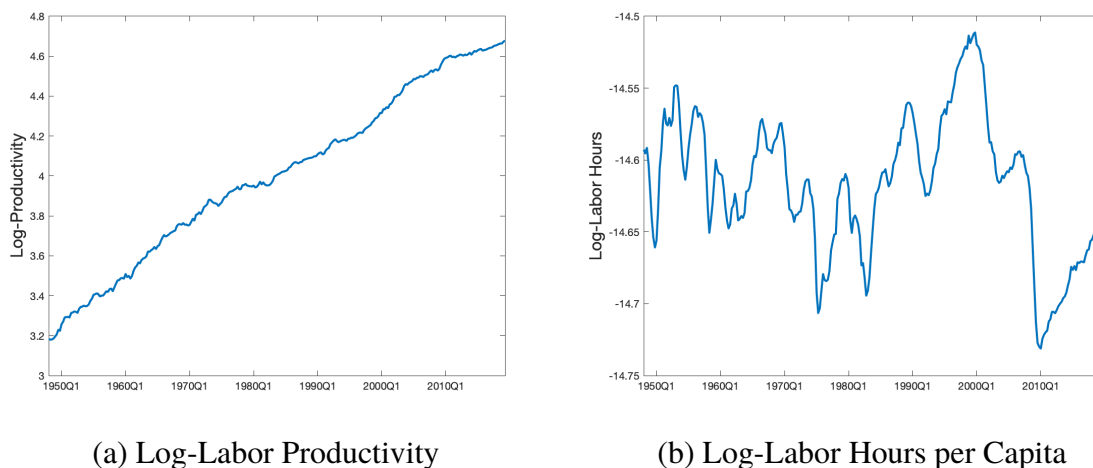 4.8
4.6
4.4
4.2
4
3.8
3.6
3.4
3.2
3
Log-Productivity
1950Q1 1960Q1 1970Q1 1980Q1 1990Q1 2000Q1 2010Q1
(a) Log-Labor Productivity
-14.5
-14.55
-14.6
-14.65
-14.7
-14.75
Log-Labor Hours
1950Q1 1960Q1 1970Q1 1980Q1 1990Q1 2000Q1 2010Q1
(b) Log-Labor Hours per Capita